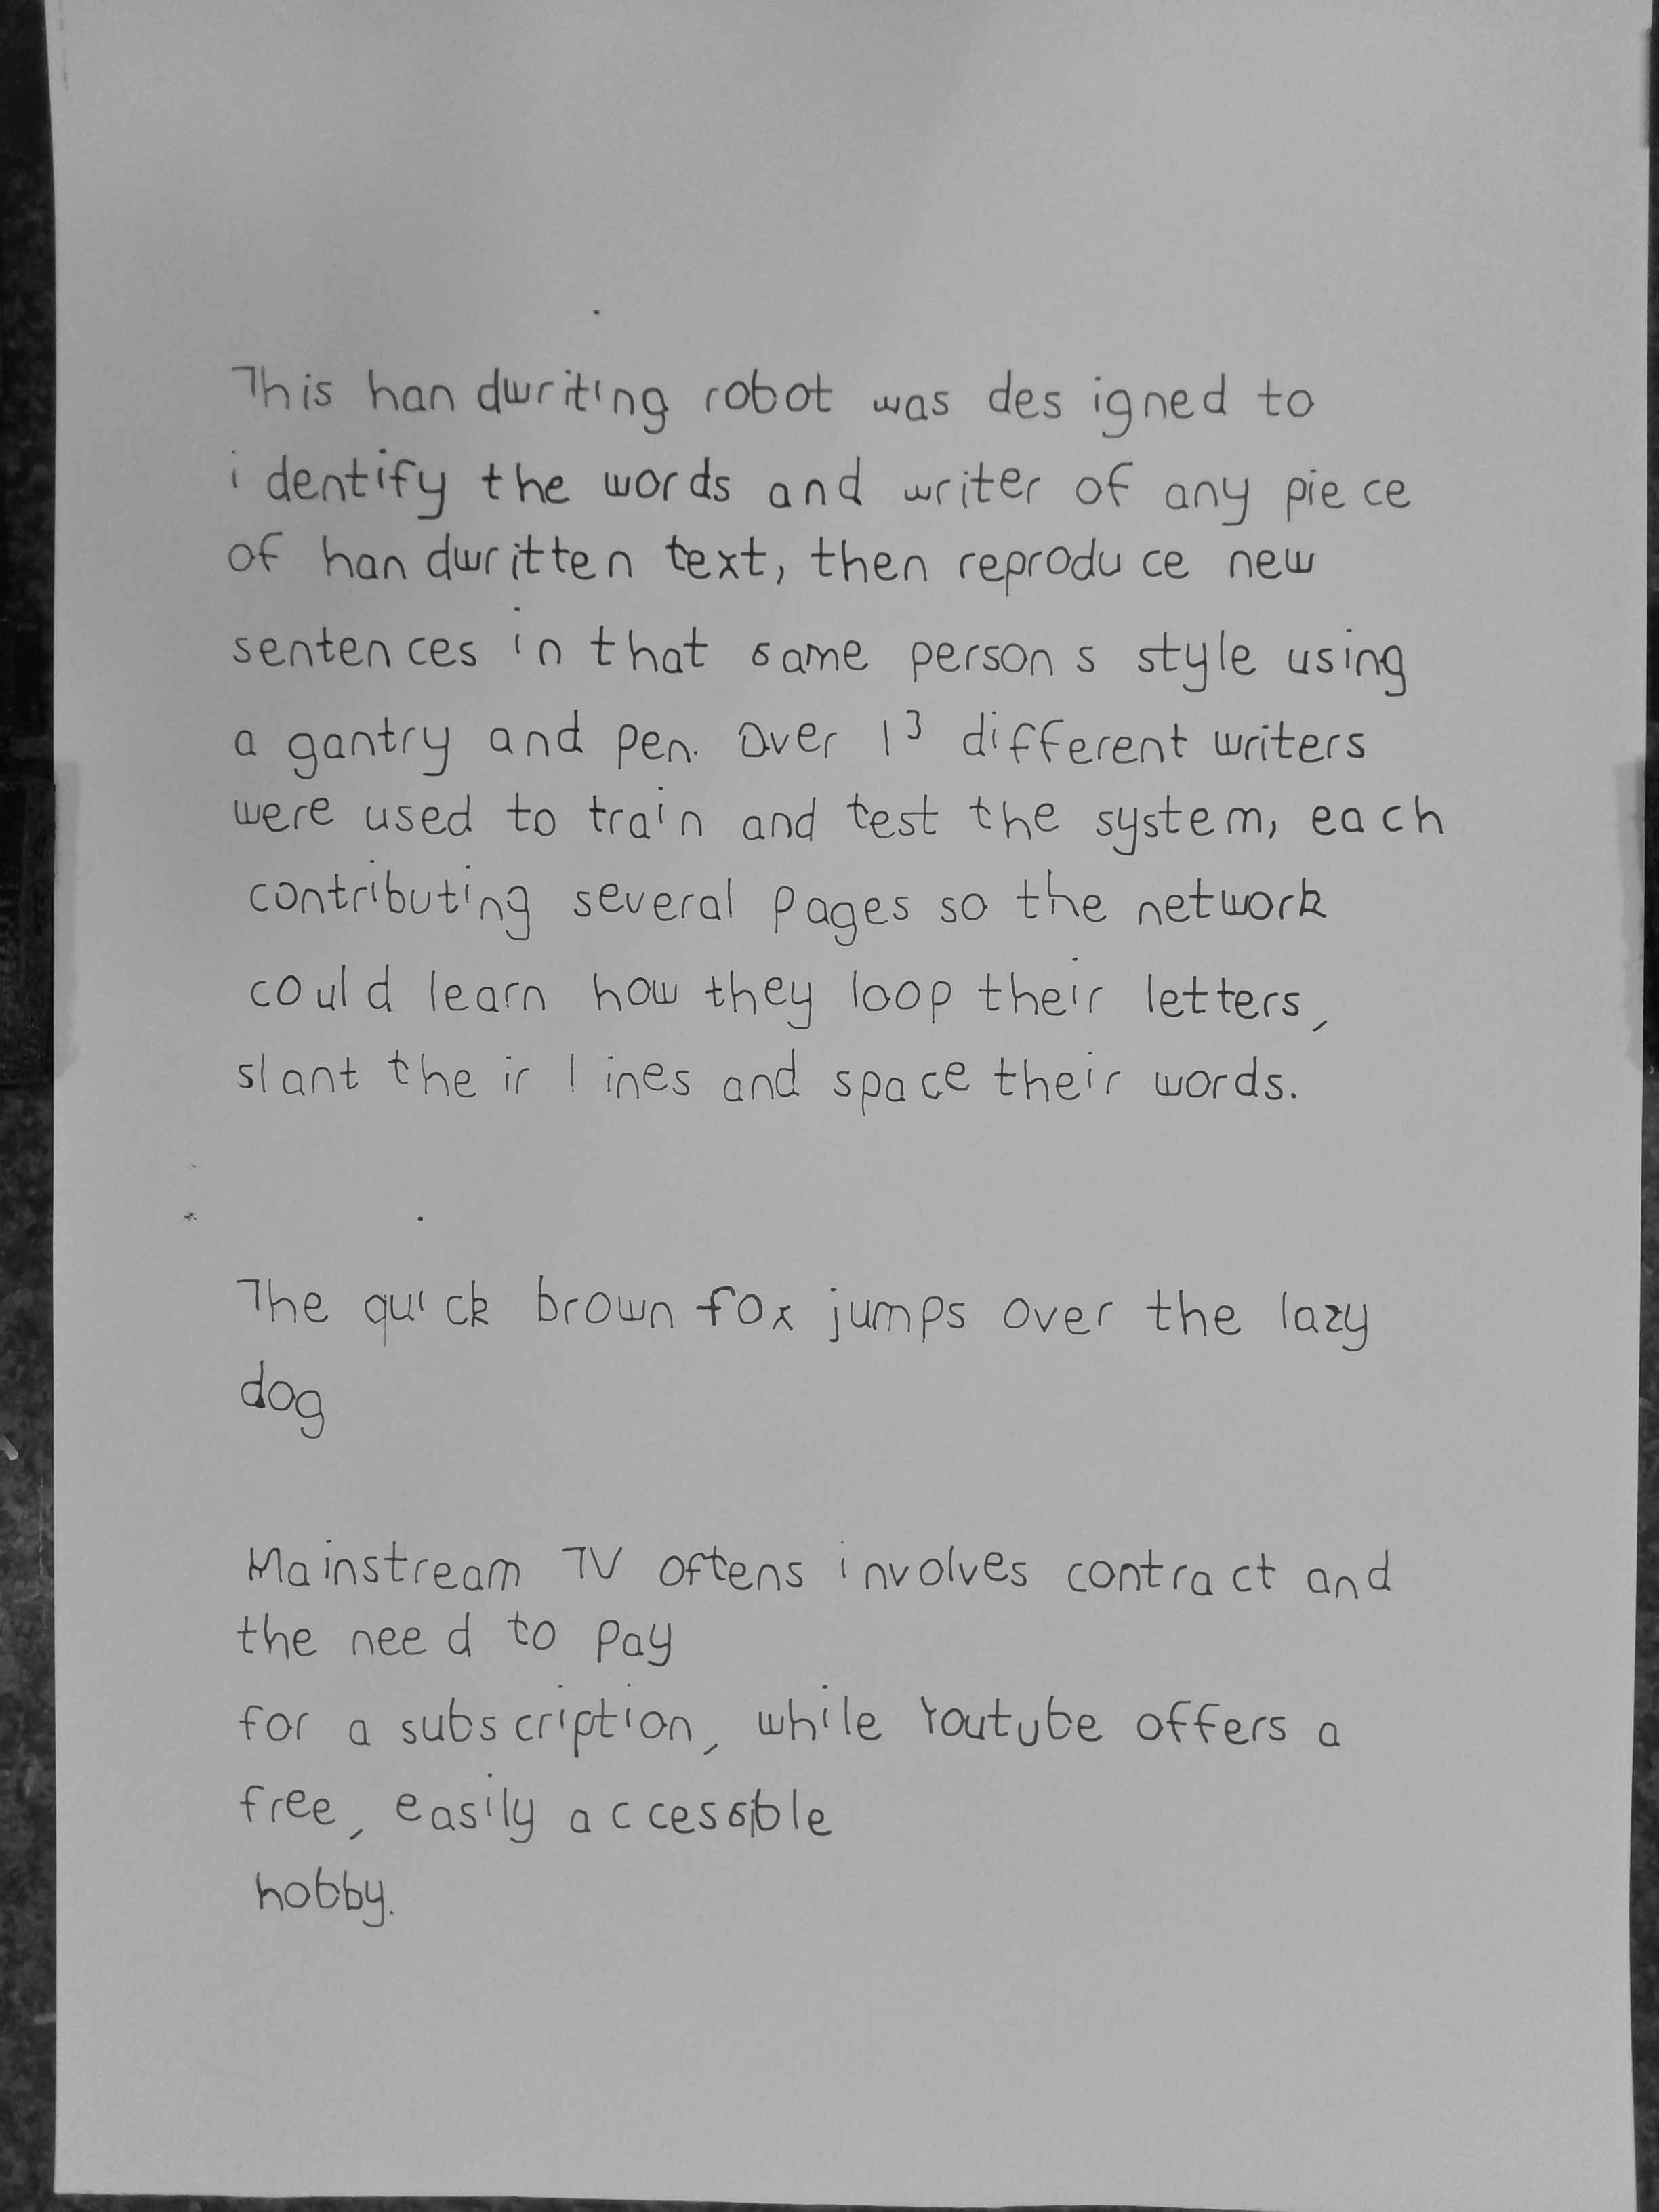 This handwriting robot was designed to
identify the words and writer of any piece
of handwritten text, then reproduce new
sentences in that same persons style using
a gantry and pen. Over 13 different writers
were used to train and test the system, each
contributing several pages so the network
could learn how they loop their letters,
slant their lines and space their words.
The quick brown fox jumps over the lazy
dog
Mainstream TV oftens involves contract and
the need to pay
for a subscription, while Youtube offers a
free, easily accessible
hobby.